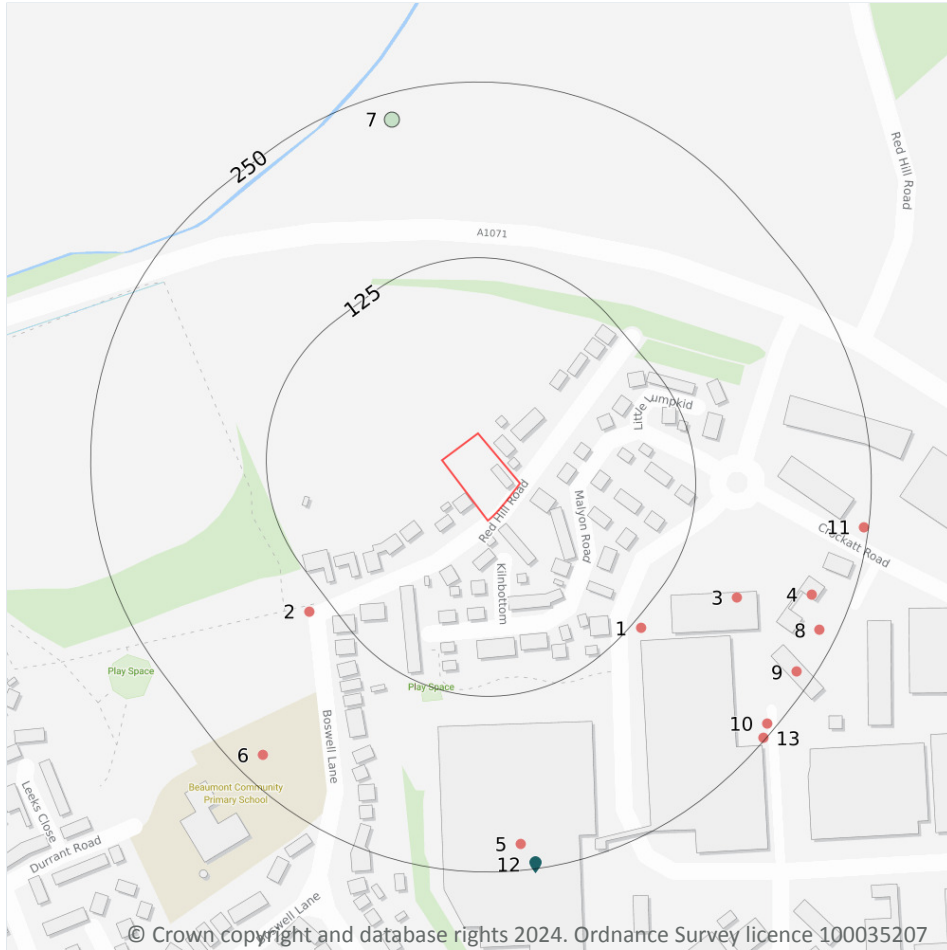 7
250
Red Hill Road
A1071
125
Little Lumpkid
Red Hill Road
Malyon Road
Kilnbottom
11
Crockatt Road
2
3
4
1
8
Play Space
9
Play Space
Boswell Lane
10
13
6
Beaumont Community
Primary School
Leeks Close
5
Durrant Road
12
Boswell Lane
© Crown copyright and database rights 2024. Ordnance Survey licence 100035207